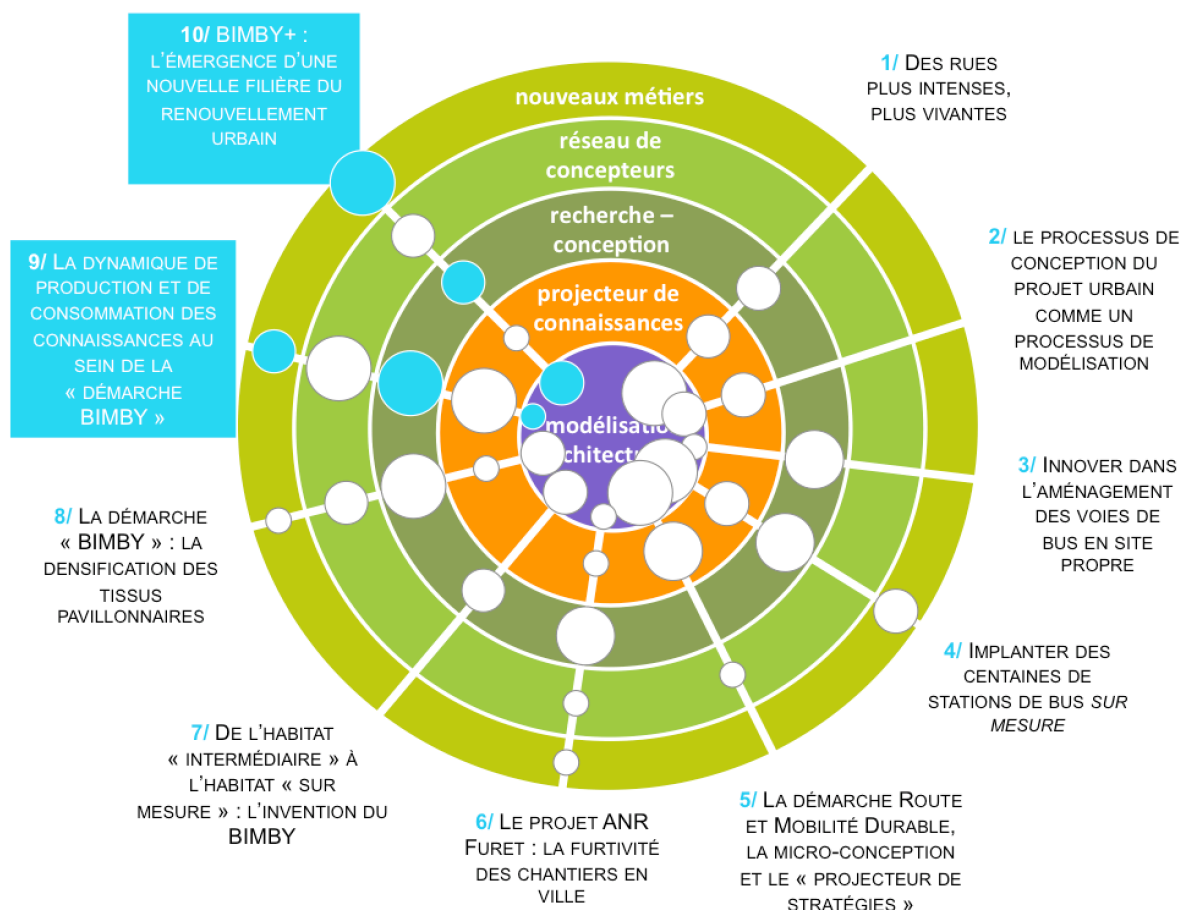 10/ BIMBY+ :
L'ÉMERGENCE D'UNE
NOUVELLE FILIÈRE DU
RENOUVELLEMENT
URBAIN
1/ DES RUES
PLUS INTENSES,
PLUS VIVANTES
nouveaux métiers
réseau de
concepteurs
recherche –
conception
projecteur de
connaissances
2/ LE PROCESSUS DE
CONCEPTION DU
PROJET URBAIN
COMME UN
PROCESSUS DE
MODÉLISATION
9/ LA DYNAMIQUE DE
PRODUCTION ET DE
CONSOMMATION DES
CONNAISSANCES AU
SEIN DE LA
« DÉMARCHE
BIMBY »
modélisatio
chitectur
3/ INNOVER DANS
L'AMÉNAGEMENT
DES VOIES DE
BUS EN SITE
PROPRE
8/ LA DÉMARCHE
« BIMBY » : LA
DENSIFICATION DES
TISSUS
PAVILLONNAIRES
4/ IMPLANTER DES
CENTAINES DE
STATIONS DE BUS SUR
MESURE
7/ DE L'HABITAT
« INTERMÉDIAIRE » À
L'HABITAT « SUR
MESURE » : L'INVENTION DU
BIMBY
6/ LE PROJET ANR
FURET : LA FURTIVITÉ
DES CHANTIERS EN
VILLE
5/ LA DÉMARCHE ROUTE
ET MOBILITÉ DURABLE,
LA MICRO-CONCEPTION
ET LE « PROJECTEUR DE
STRATÉGIES »